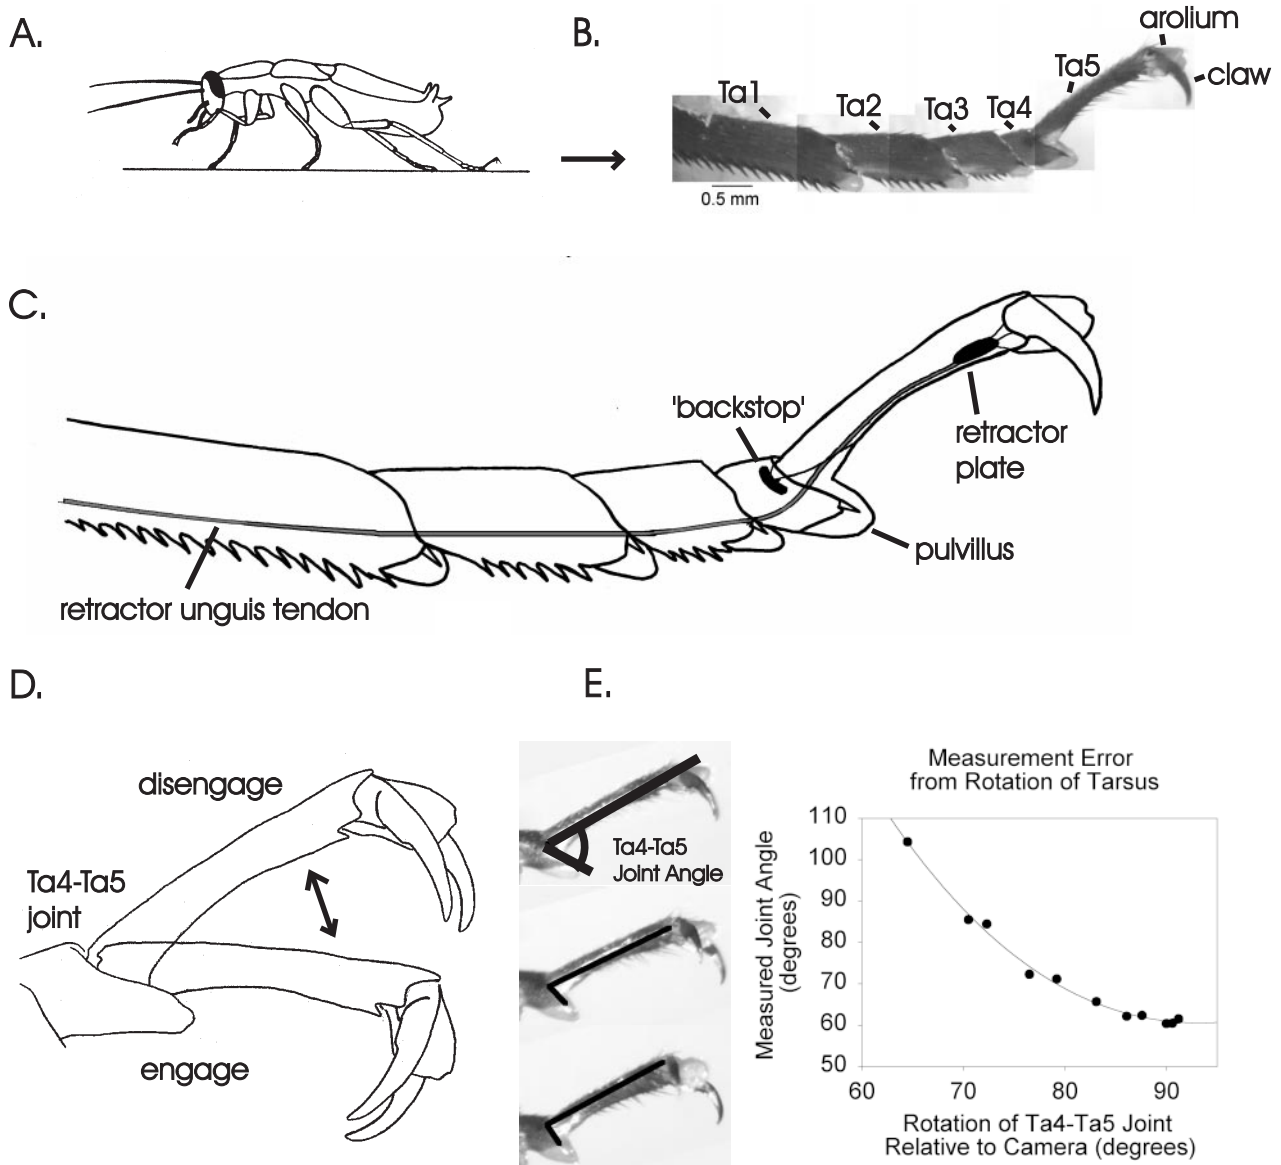 A.
B.
arolium
claw
Ta1
Ta2
Ta3
Ta4
Ta5
0.5 mm
C.
'backstop'
retractor
plate
pulvillus
retractor unguis tendon
D.
disengage
Ta4-Ta5
joint
engage
E.
Ta4-Ta5
Joint Angle
Measurement Error
from Rotation of Tarsus
Measured Joint Angle
(degrees)
110
100
90
80
70
60
50
60
70
80
90
Rotation of Ta4-Ta5 Joint
Relative to Camera (degrees)